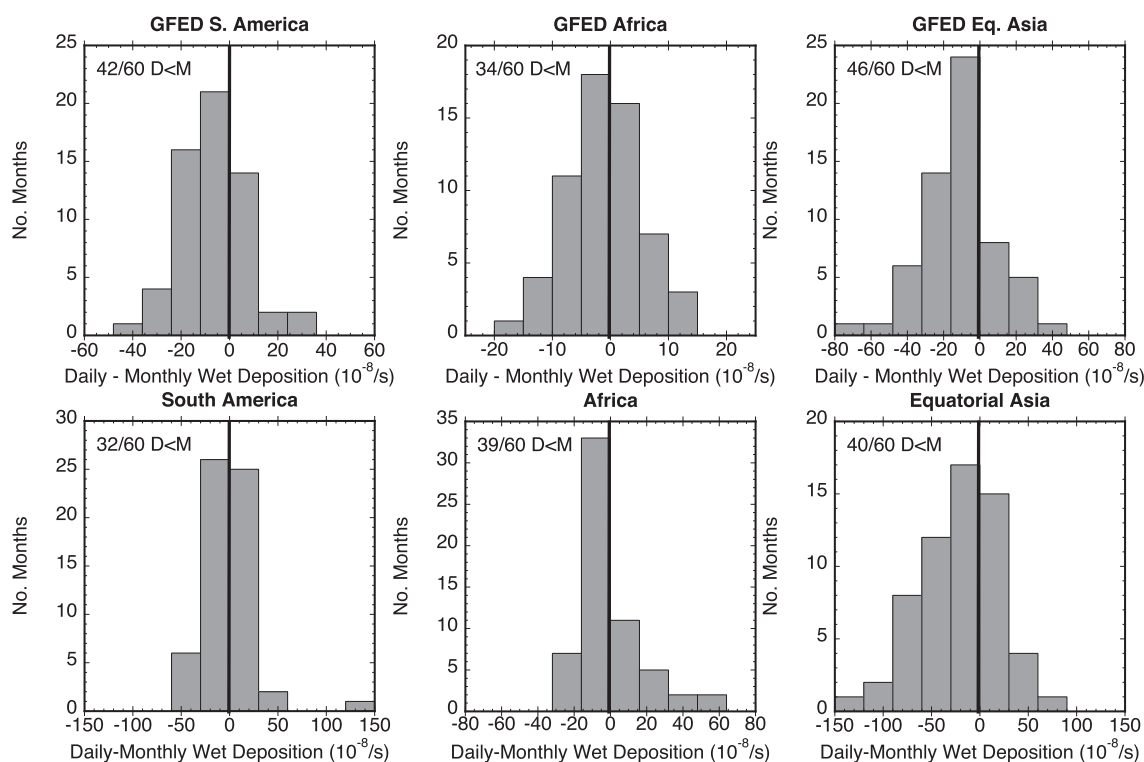 GFED S. America
42/60 D<M
No. Months
25
20
15
10
5
0
-60 -40 -20 0 20 40 60
Daily - Monthly Wet Deposition (10⁻⁸/s)
GFED Africa
34/60 D<M
No. Months
20
15
10
5
0
-20 -10 0 10 20
Daily - Monthly Wet Deposition (10⁻⁸/s)
GFED Eq. Asia
46/60 D<M
No. Months
25
20
15
10
5
0
-80 -60 -40 -20 0 20 40 60 80
Daily - Monthly Wet Deposition (10⁻⁸/s)
South America
32/60 D<M
No. Months
30
25
20
15
10
5
0
-150 -100 -50 0 50 100 150
Daily-Monthly Wet Deposition (10⁻⁸/s)
Africa
39/60 D<M
No. Months
35
30
25
20
15
10
5
0
-80 -60 -40 -20 0 20 40 60 80
Daily-Monthly Wet Deposition (10⁻⁸/s)
Equatorial Asia
40/60 D<M
No. Months
20
15
10
5
0
-150 -100 -50 0 50 100 150
Daily-Monthly Wet Deposition (10⁻⁸/s)